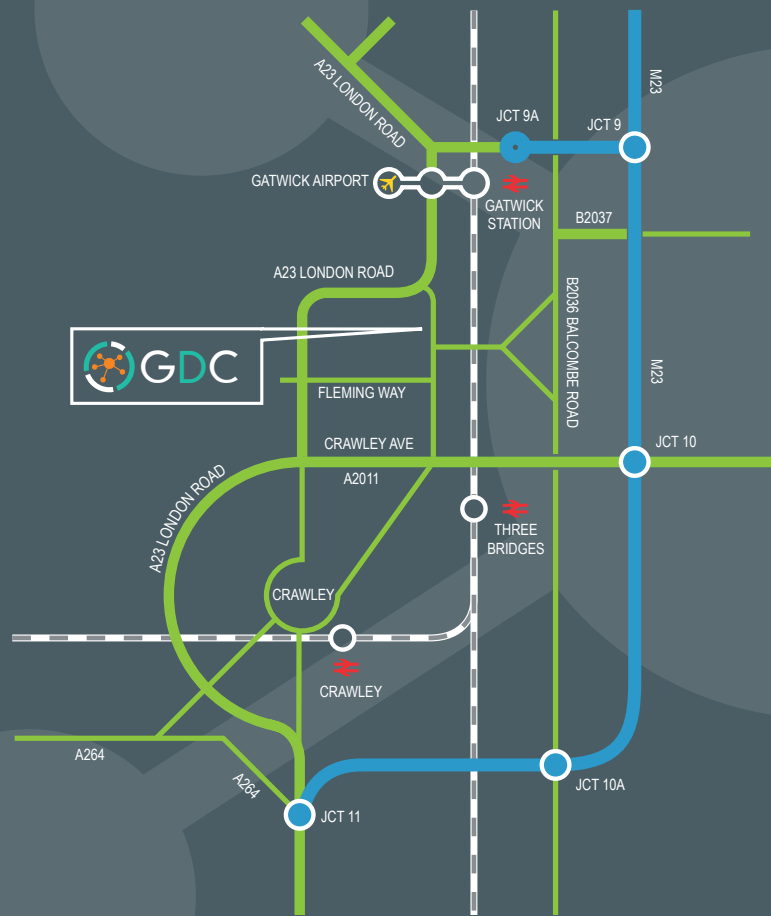 M23
A23 LONDON ROAD
JCT 9A
JCT 9
GATWICK AIRPORT
GATWICK
STATION
B2037
A23 LONDON ROAD
B2036 BALCOMBE ROAD
GDC
M23
FLEMING WAY
CRAWLEY AVE
JCT 10
A2011
A23 LONDON ROAD
THREE
BRIDGES
CRAWLEY
CRAWLEY
A264
A264
JCT 10A
JCT 11